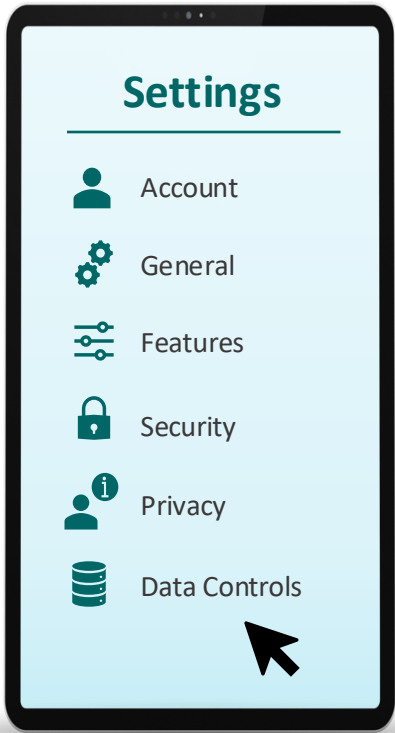 Settings
Account
General
Features
Security
Privacy
Data Controls